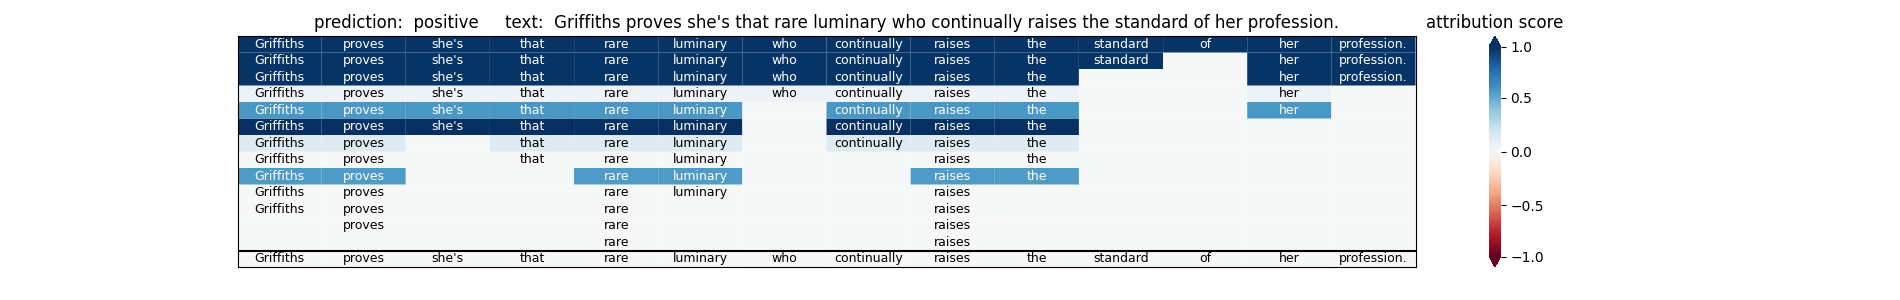 prediction: positive text: Griffiths proves she's that rare luminary who continually raises the standard of her profession. attribution score
Griffiths proves she's that rare luminary who continually raises the standard of her profession.
Griffiths proves she's that rare luminary who continually raises the standard her profession.
Griffiths proves she's that rare luminary who continually raises the her profession.
Griffiths proves she's that rare luminary who continually raises the her
Griffiths proves she's that rare luminary continually raises the her
Griffiths proves she's that rare luminary continually raises the
Griffiths proves that rare luminary continually raises the
Griffiths proves that rare luminary raises the
Griffiths proves rare luminary raises the
Griffiths proves rare luminary raises
Griffiths proves rare raises
proves rare raises
rare raises
Griffiths proves she's that rare luminary who continually raises the standard of her profession.
1.0
0.5
0.0
−0.5
−1.0